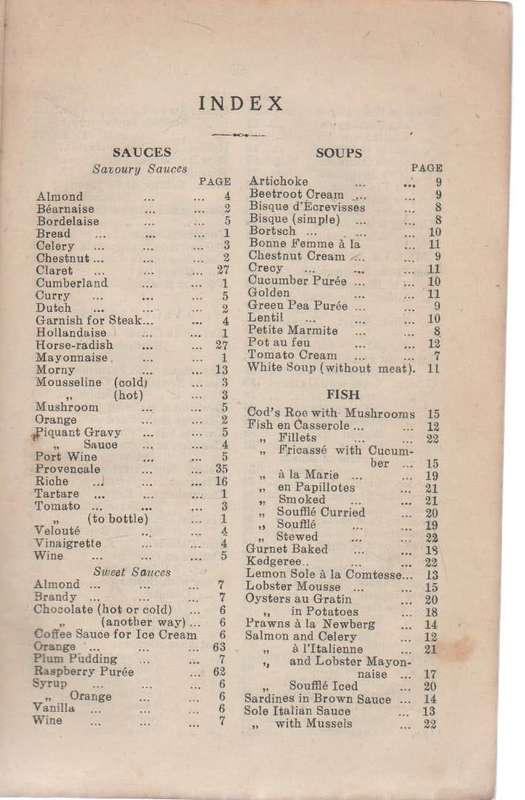 INDEX
SAUCES
Savoury Sauces
PAGE
Almond ... ... 4
Béarnaise ... ... 2
Bordelaise ... ... 5
Bread ... ... ... 1
Celery ... ... ... 3
Chestnut ... ... ... 2
Claret ... ... ... 27
Cumberland ... ... 1
Curry ... ... ... 5
Dutch ... ... ... 2
Garnish for Steak... ... 4
Hollandaise ... ... 1
Horse-radish ... ... 27
Mayonnaise ... ... 1
Morny ... ... 13
Mousseline (cold) ... 3
„ (hot) ... 3
Mushroom ... ... 5
Orange ... ... 2
Piquant Gravy ... ... 5
„ Sauce ... ... 4
Port Wine ... ... 5
Provencale ... ... 35
Riche ... ... ... 16
Tartare ... ... ... 1
Tomato ... ... ... 3
„ (to bottle) ... 1
Velouté ... ... 4
Vinaigrette ... ... 4
Wine ... ... ... 5
Sweet Sauces
Almond ... ... ... 7
Brandy ... ... ... 7
Chocolate (hot or cold) ... 6
„ (another way) ... 6
Coffee Sauce for Ice Cream 6
Orange ... ... ... 63
Plum Pudding ... ... 7
Raspberry Purée ... ... 62
Syrup ... ... ... 6
„ Orange ... ... 6
Vanilla ... ... ... 6
Wine ... ... ... 7
SOUPS
PAGE
Artichoke ... ... 9
Beetroot Cream ... ... 9
Bisque d'Ecrevisses ... 8
Bisque (simple) ... ... 8
Bortsch ... ... ... 10
Bonne Femme à la ... 11
Chestnut Cream ... ... 9
Crecy ... ... ... 11
Cucumber Purée ... ... 10
Golden ... ... 11
Green Pea Purée ... ... 9
Lentil ... ... ... 10
Petite Marmite ... ... 8
Pot au feu ... ... 12
Tomato Cream ... ... 7
White Soup (without meat). 11
FISH
Cod's Roe with Mushrooms 15
Fish en Casserole ... ... 12
„ Fillets ... ... 22
„ Fricassé with Cucum-
ber ... 15
„ à la Marie ... ... 19
„ en Papillotes ... 21
„ Smoked ... ... 21
„ Soufflé Curried ... 20
„ Soufflé ... ... 19
„ Stewed ... ... 22
Gurnet Baked ... ... 18
Kedgeree.. ... ... 22
Lemon Sole à la Comtesse... 13
Lobster Mousse ... ... 15
Oysters au Gratin ... 20
„ in Potatoes ... 18
Prawns à la Newberg ... 14
Salmon and Celery ... 12
„ à l'Italienne ... 21
„ and Lobster Mayon-
naise ... 17
„ Soufflé Iced ... 20
Sardines in Brown Sauce ... 14
Sole Italian Sauce ... 13
„ with Mussels ... 22